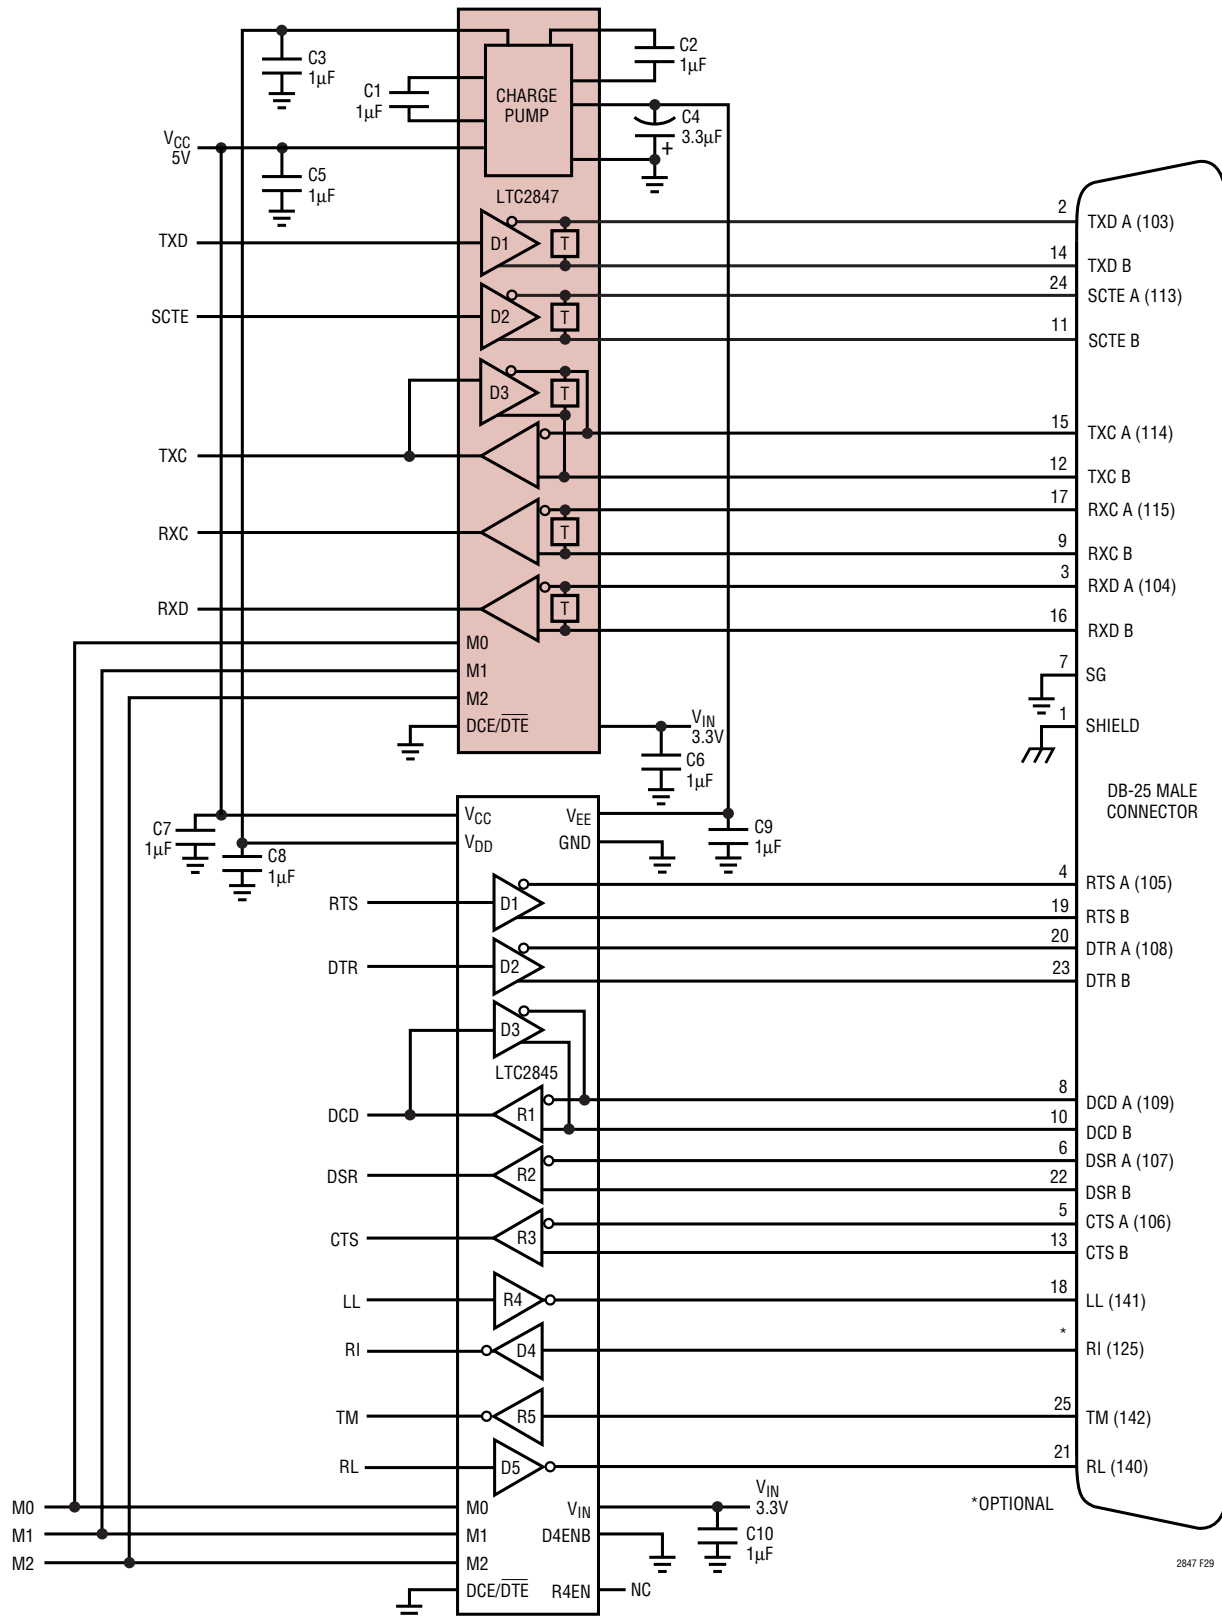 C3
1µF
C2
1µF
C1
1µF
CHARGE
PUMP
C4
3.3µF
+
VCC
5V
C5
1µF
LTC2847
TXD
D1
T
2
TXD A (103)
14
TXD B
SCTE
D2
T
24
SCTE A (113)
11
SCTE B
D3
T
TXC
15
TXC A (114)
12
TXC B
RXC
T
17
RXC A (115)
9
RXC B
RXD
T
3
RXD A (104)
16
RXD B
M0
M1
M2
DCE/DTE
VIN
3.3V
C6
1µF
7
SG
1
SHIELD
DB-25 MALE
CONNECTOR
C7
1µF
C8
1µF
VCC
VDD
VEE
GND
C9
1µF
RTS
D1
4
RTS A (105)
19
RTS B
DTR
D2
20
DTR A (108)
23
DTR B
D3
LTC2845
DCD
R1
8
DCD A (109)
10
DCD B
DSR
R2
6
DSR A (107)
22
DSR B
CTS
R3
5
CTS A (106)
13
CTS B
LL
R4
18
LL (141)
RI
D4
*
RI (125)
TM
R5
25
TM (142)
RL
D5
21
RL (140)
*OPTIONAL
M0
M1
M2
M0
M1
M2
DCE/DTE
VIN
D4ENB
R4EN
NC
VIN
3.3V
C10
1µF
2847 F29